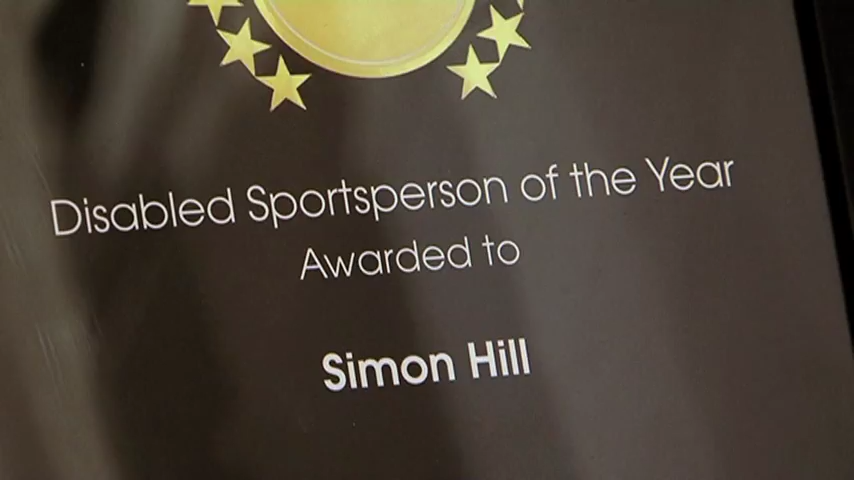 Disabled Sportsperson of the Year
Awarded to
Simon Hill